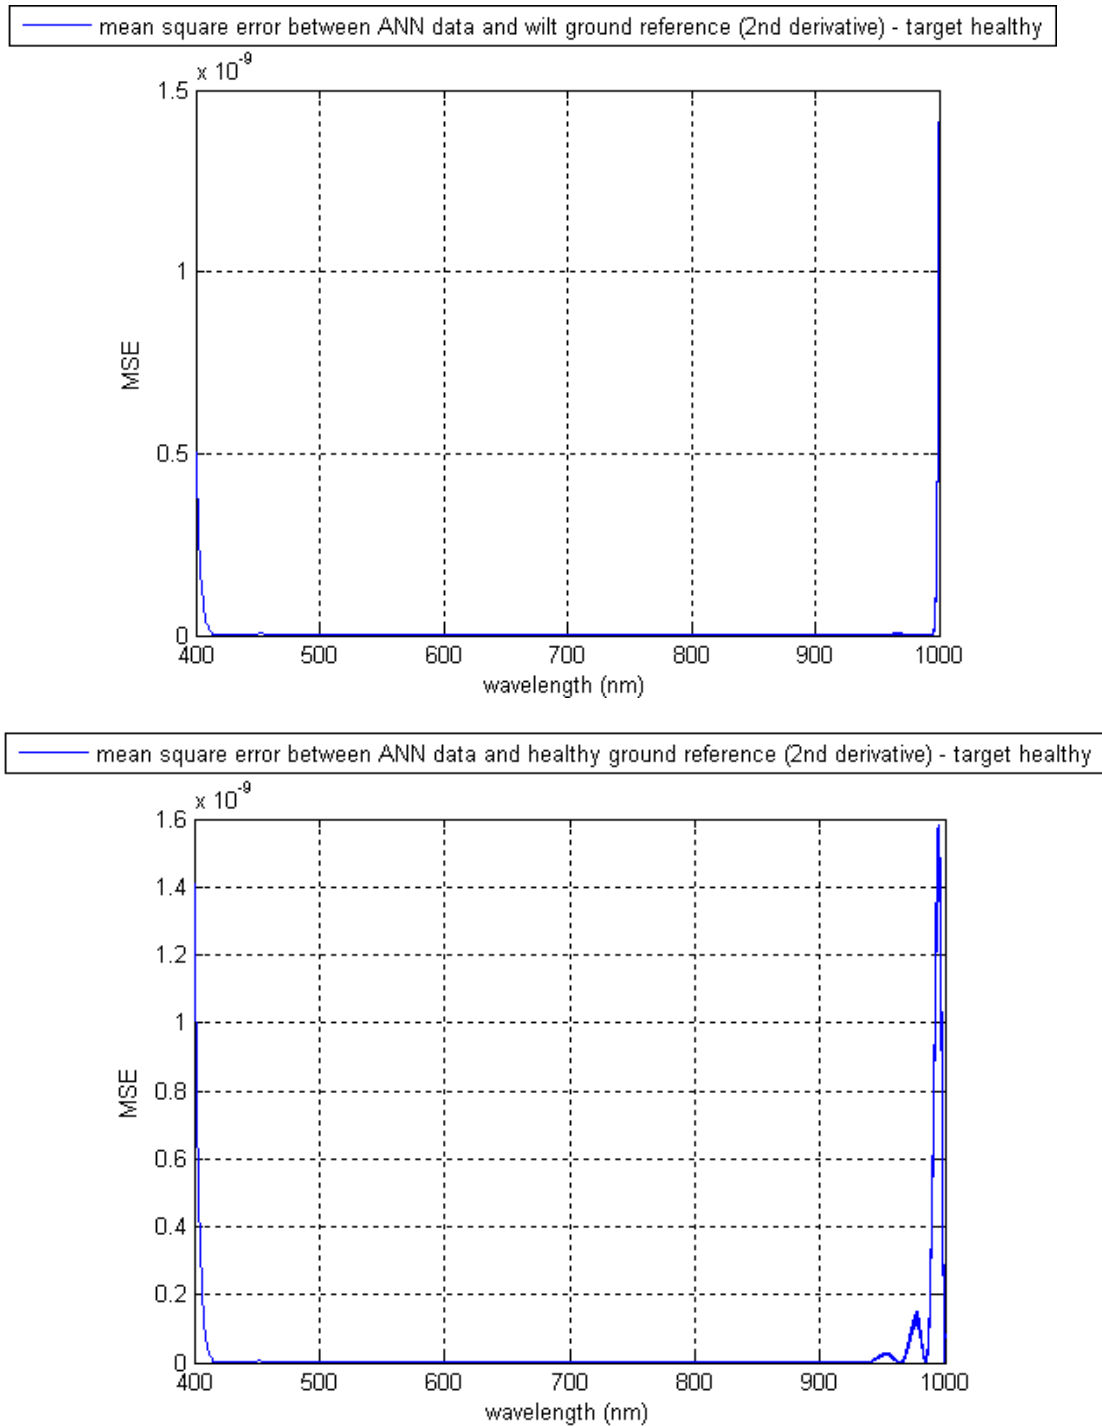 mean square error between ANN data and wilt ground reference (2nd derivative) - target healthy
x 10-9
1.5
1
0.5
0
MSE
400 500 600 700 800 900 1000
wavelength (nm)
mean square error between ANN data and healthy ground reference (2nd derivative) - target healthy
x 10-9
1.6
1.4
1.2
1
0.8
0.6
0.4
0.2
0
MSE
400 500 600 700 800 900 1000
wavelength (nm)